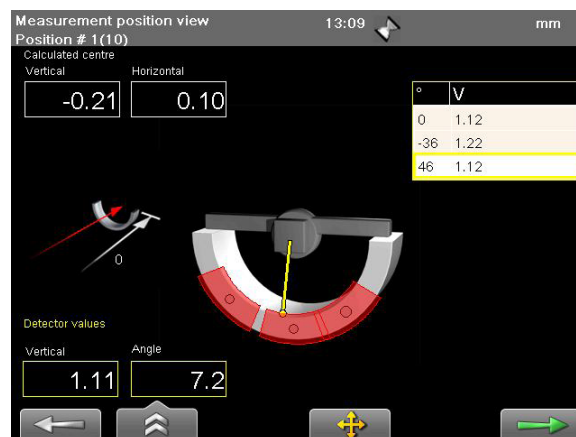 Measurement position view 13:09 mm
Position # 1(10)
Calculated centre
Vertical Horizontal
-0.21 0.10
° V
0 1.12
-36 1.22
46 1.12
0
Detector values
Vertical Angle
1.11 7.2